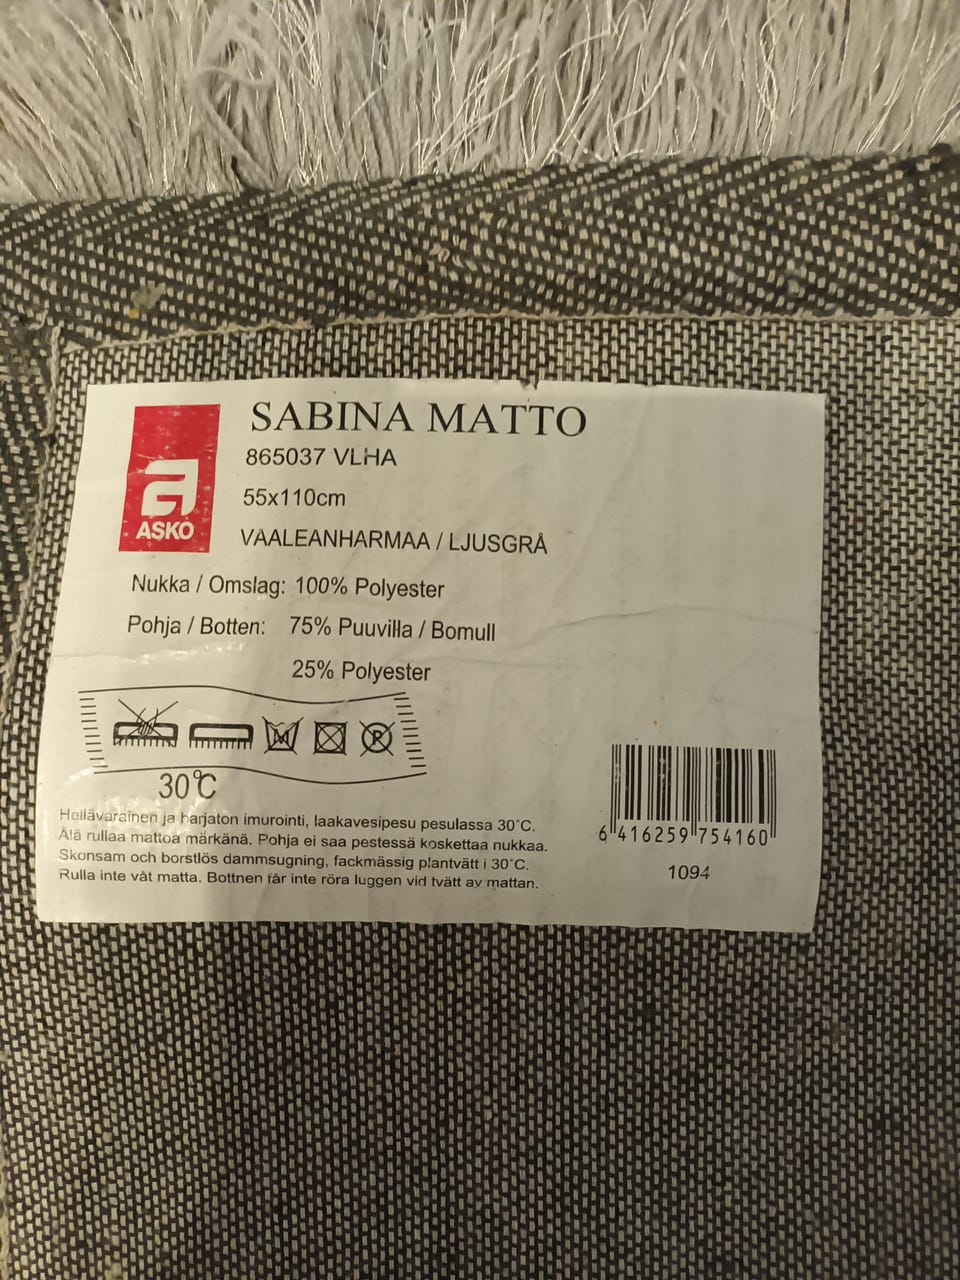 SABINA MATTO
865037 VLHA
55x110cm
ASKO
VAALEANHARMAA / LJUSGRÅ
Nukka / Omslag: 100% Polyester
Pohja / Botten: 75% Puuvilla / Bomull
25% Polyester
M P
30℃
Hellävarainen ja harjaton imurointi, laakavesipesu pesulassa 30°C.
Älä rullaa mattoa märkänä. Pohja ei saa pestessä koskettaa nukkaa.
Skonsam och borstlös dammsugning, fackmässig plantvätt i 30°C.
Rulla inte våt matta. Bottnen får inte röra luggen vid tvätt av mattan.
6 416259 754160
1094